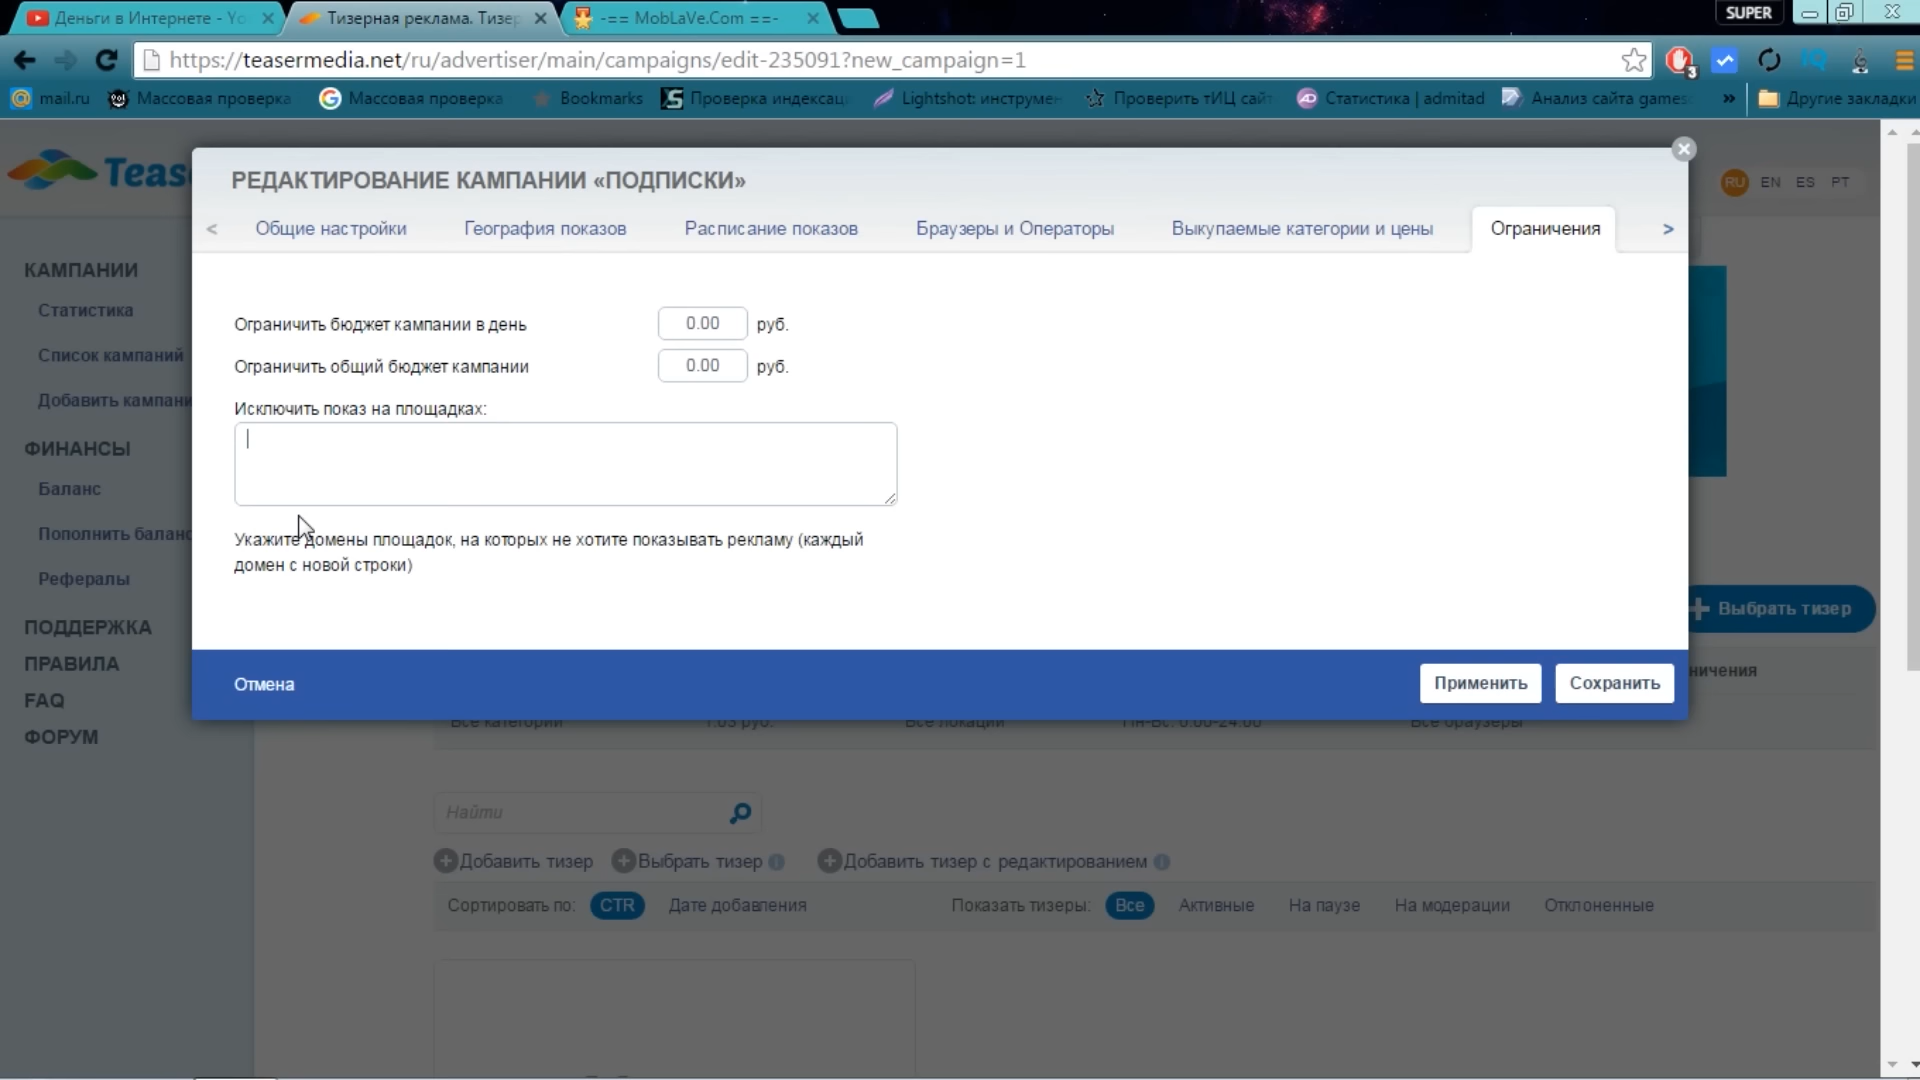 Деньги в Интернете - Yo
Тизерная реклама. Тизер
-== MobLaVe.Com ==-
SUPER
https://teasermedia.net/ru/advertiser/main/campaigns/edit-235091?new_campaign=1
3
mail.ru
Массовая проверка
Массовая проверка
Bookmarks
Проверка индексац
Lightshot: инструмен
Проверить тИЦ сайт
Статистика | admitad
Анализ сайта games
»
Другие закладки
Teas
RU EN ES PT
РЕДАКТИРОВАНИЕ КАМПАНИИ «ПОДПИСКИ»
< Общие настройки География показов Расписание показов Браузеры и Операторы Выкупаемые категории и цены Ограничения >
КАМПАНИИ
Статистика
Список кампаний
Добавить кампани
ФИНАНСЫ
Баланс
Пополнить баланс
Рефералы
ПОДДЕРЖКА
ПРАВИЛА
FAQ
ФОРУМ
Ограничить бюджет кампании в день 0.00 руб.
Ограничить общий бюджет кампании 0.00 руб.
Исключить показ на площадках:
Укажите домены площадок, на которых не хотите показывать рекламу (каждый
домен с новой строки)
Выбрать тизер
Отмена Применить Сохранить
ничения
Все категории 1.03 руб. Все локации Пн-Вс: 0:00-24:00 Все браузеры
Найти
Добавить тизер Выбрать тизер Добавить тизер с редактированием
Сортировать по: CTR Дате добавления Показать тизеры: Все Активные На паузе На модерации Отклоненные